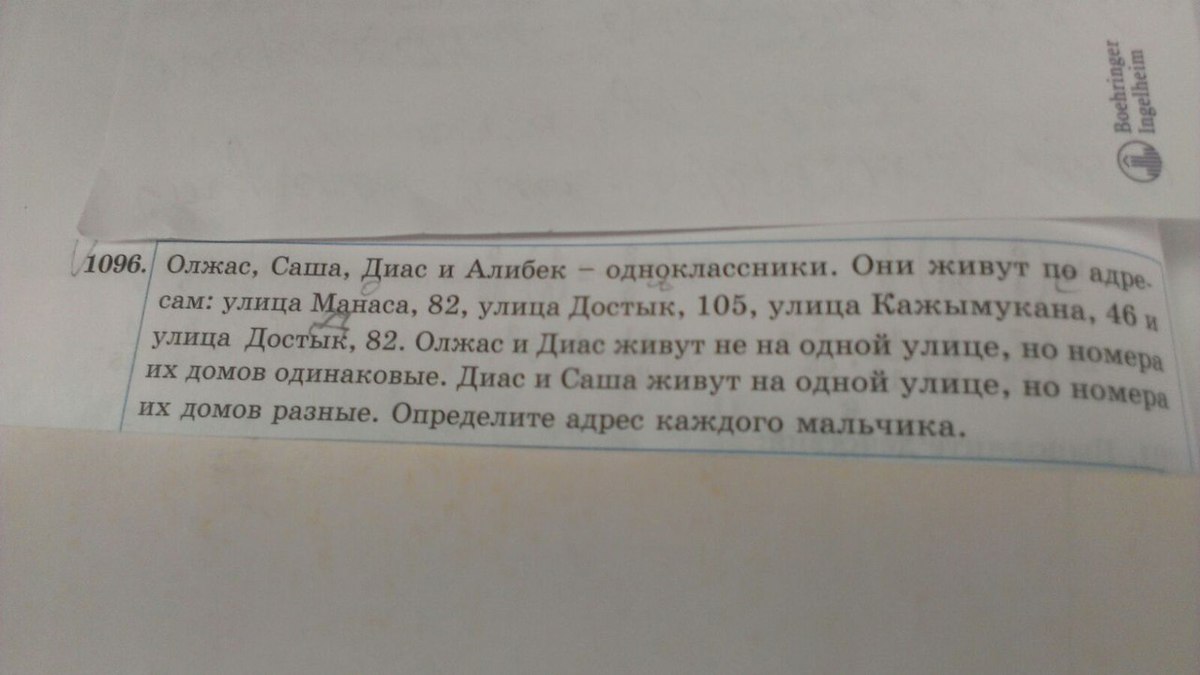 Boehringer
Ingelheim
1096. Олжас, Саша, Диас и Алибек – одноклассники. Они живут по адре-
сам: улица Манаса, 82, улица Достык, 105, улица Кажымукана, 46 и
улица Достык, 82. Олжас и Диас живут не на одной улице, но номера
их домов одинаковые. Диас и Саша живут на одной улице, но номера
их домов разные. Определите адрес каждого мальчика.